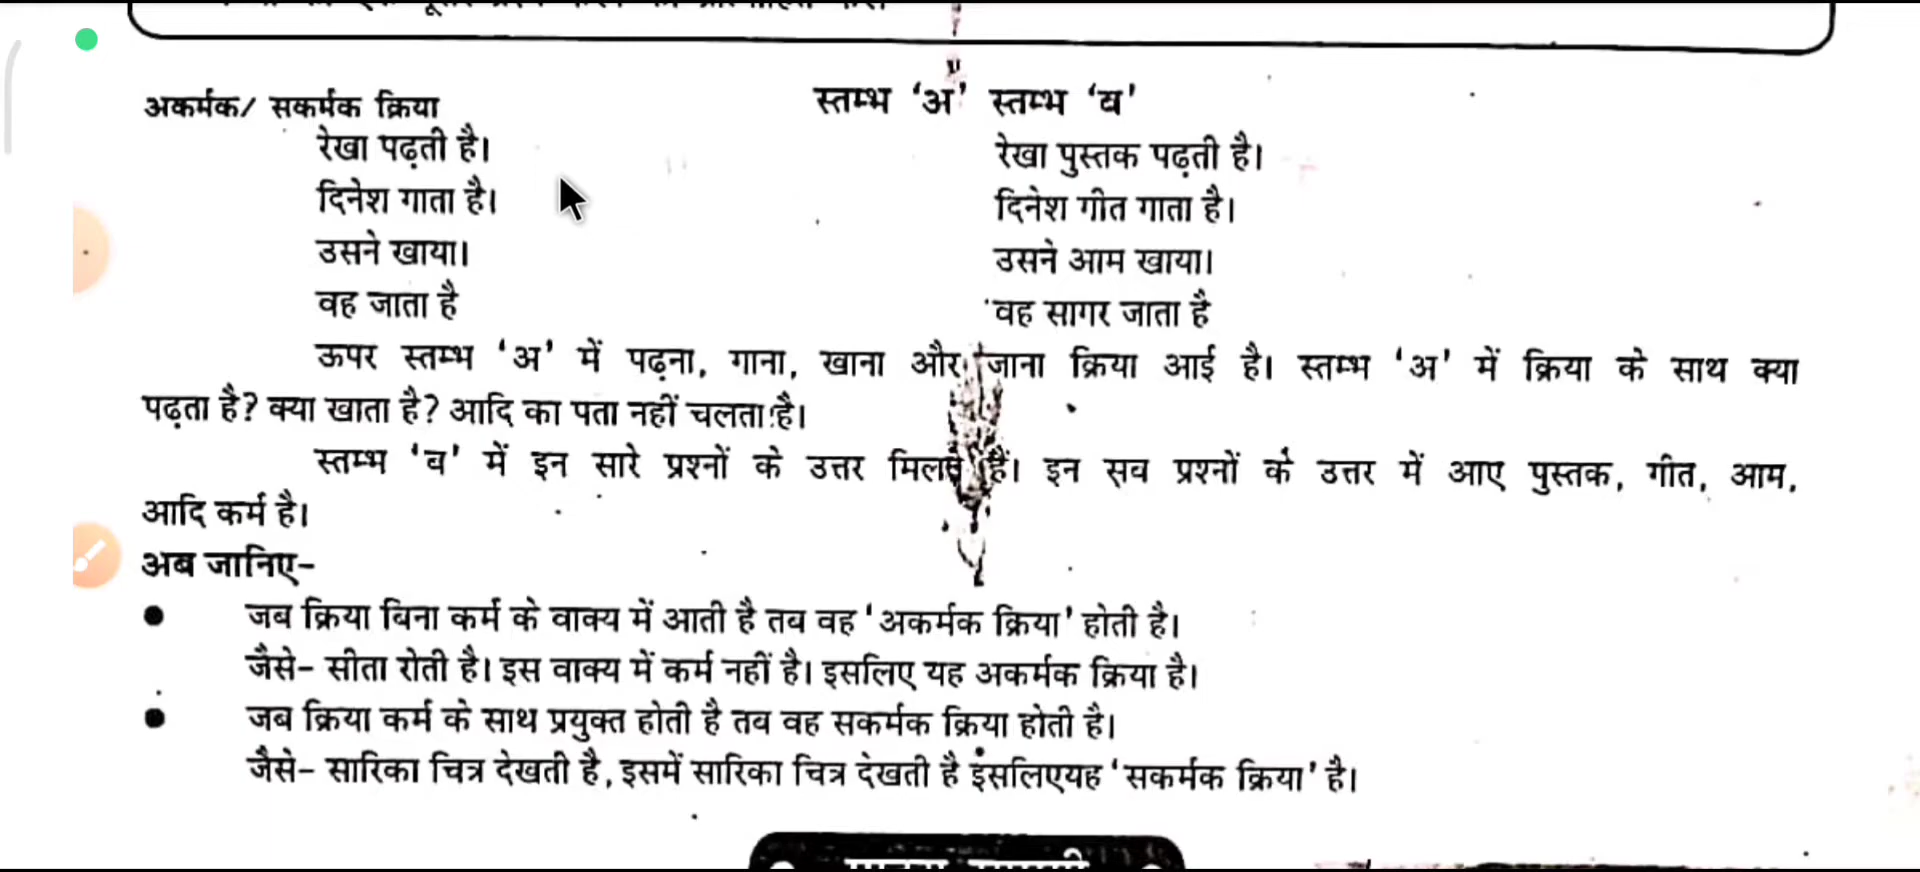 अकर्मक/ सकर्मक क्रिया
स्तम्भ ‘अ’ स्तम्भ ‘ब’
रेखा पढ़ती है।
रेखा पुस्तक पढ़ती है।
दिनेश गाता है।
दिनेश गीत गाता है।
उसने खाया।
उसने आम खाया।
वह जाता है
वह सागर जाता है
ऊपर स्तम्भ ‘अ’ में पढ़ना, गाना, खाना और जाना क्रिया आई है। स्तम्भ ‘अ’ में क्रिया के साथ क्या
पढ़ता है? क्या खाता है? आदि का पता नहीं चलता है।
स्तम्भ ‘ब’ में इन सारे प्रश्नों के उत्तर मिलते हैं। इन सब प्रश्नों के उत्तर में आए पुस्तक, गीत, आम,
आदि कर्म है।
अब जानिए-
● जब क्रिया बिना कर्म के वाक्य में आती है तब वह ‘अकर्मक क्रिया’ होती है।
जैसे- सीता रोती है। इस वाक्य में कर्म नहीं है। इसलिए यह अकर्मक क्रिया है।
● जब क्रिया कर्म के साथ प्रयुक्त होती है तब वह सकर्मक क्रिया होती है।
जैसे- सारिका चित्र देखती है, इसमें सारिका चित्र देखती है इसलिएयह ‘सकर्मक क्रिया’ है।